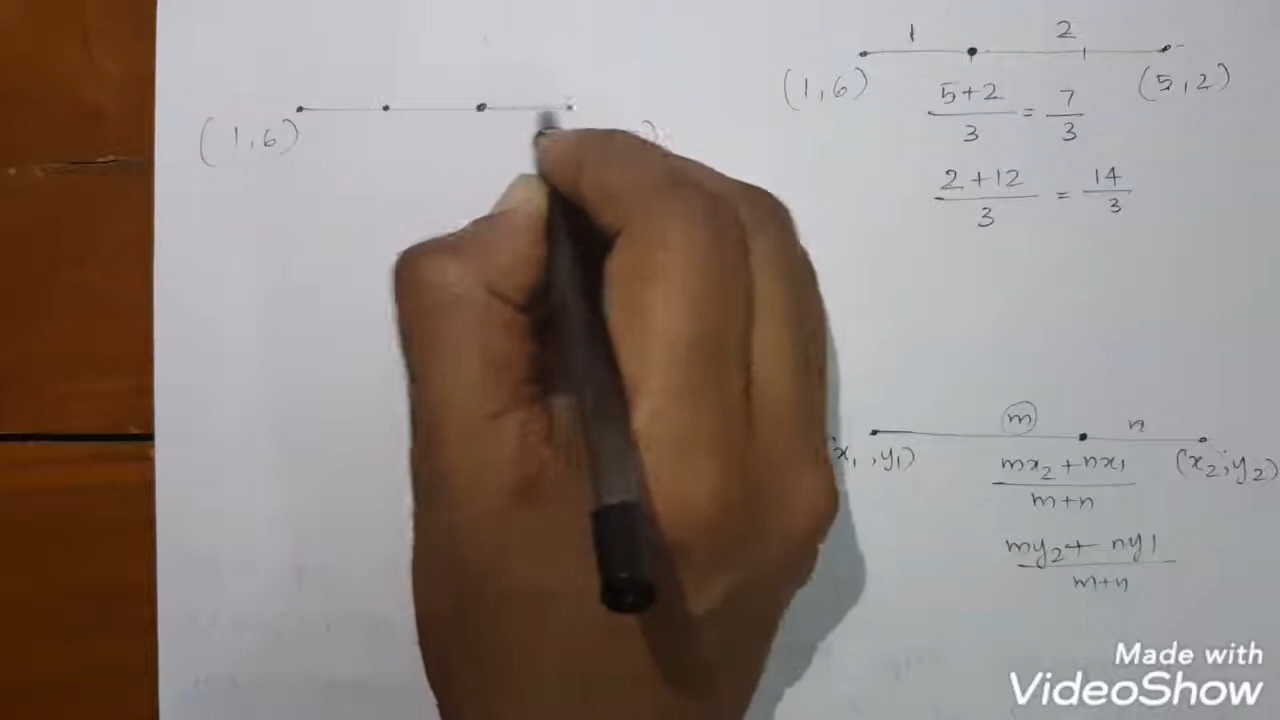 (1,6)
1 2
(1,6) (5,2)
5+2/3 = 7/3
2+12/3 = 14/3
m n
x1,y1) (x2,y2)
mx2+nx1/m+n
my2+ny1/m+n
Made with
VideoShow